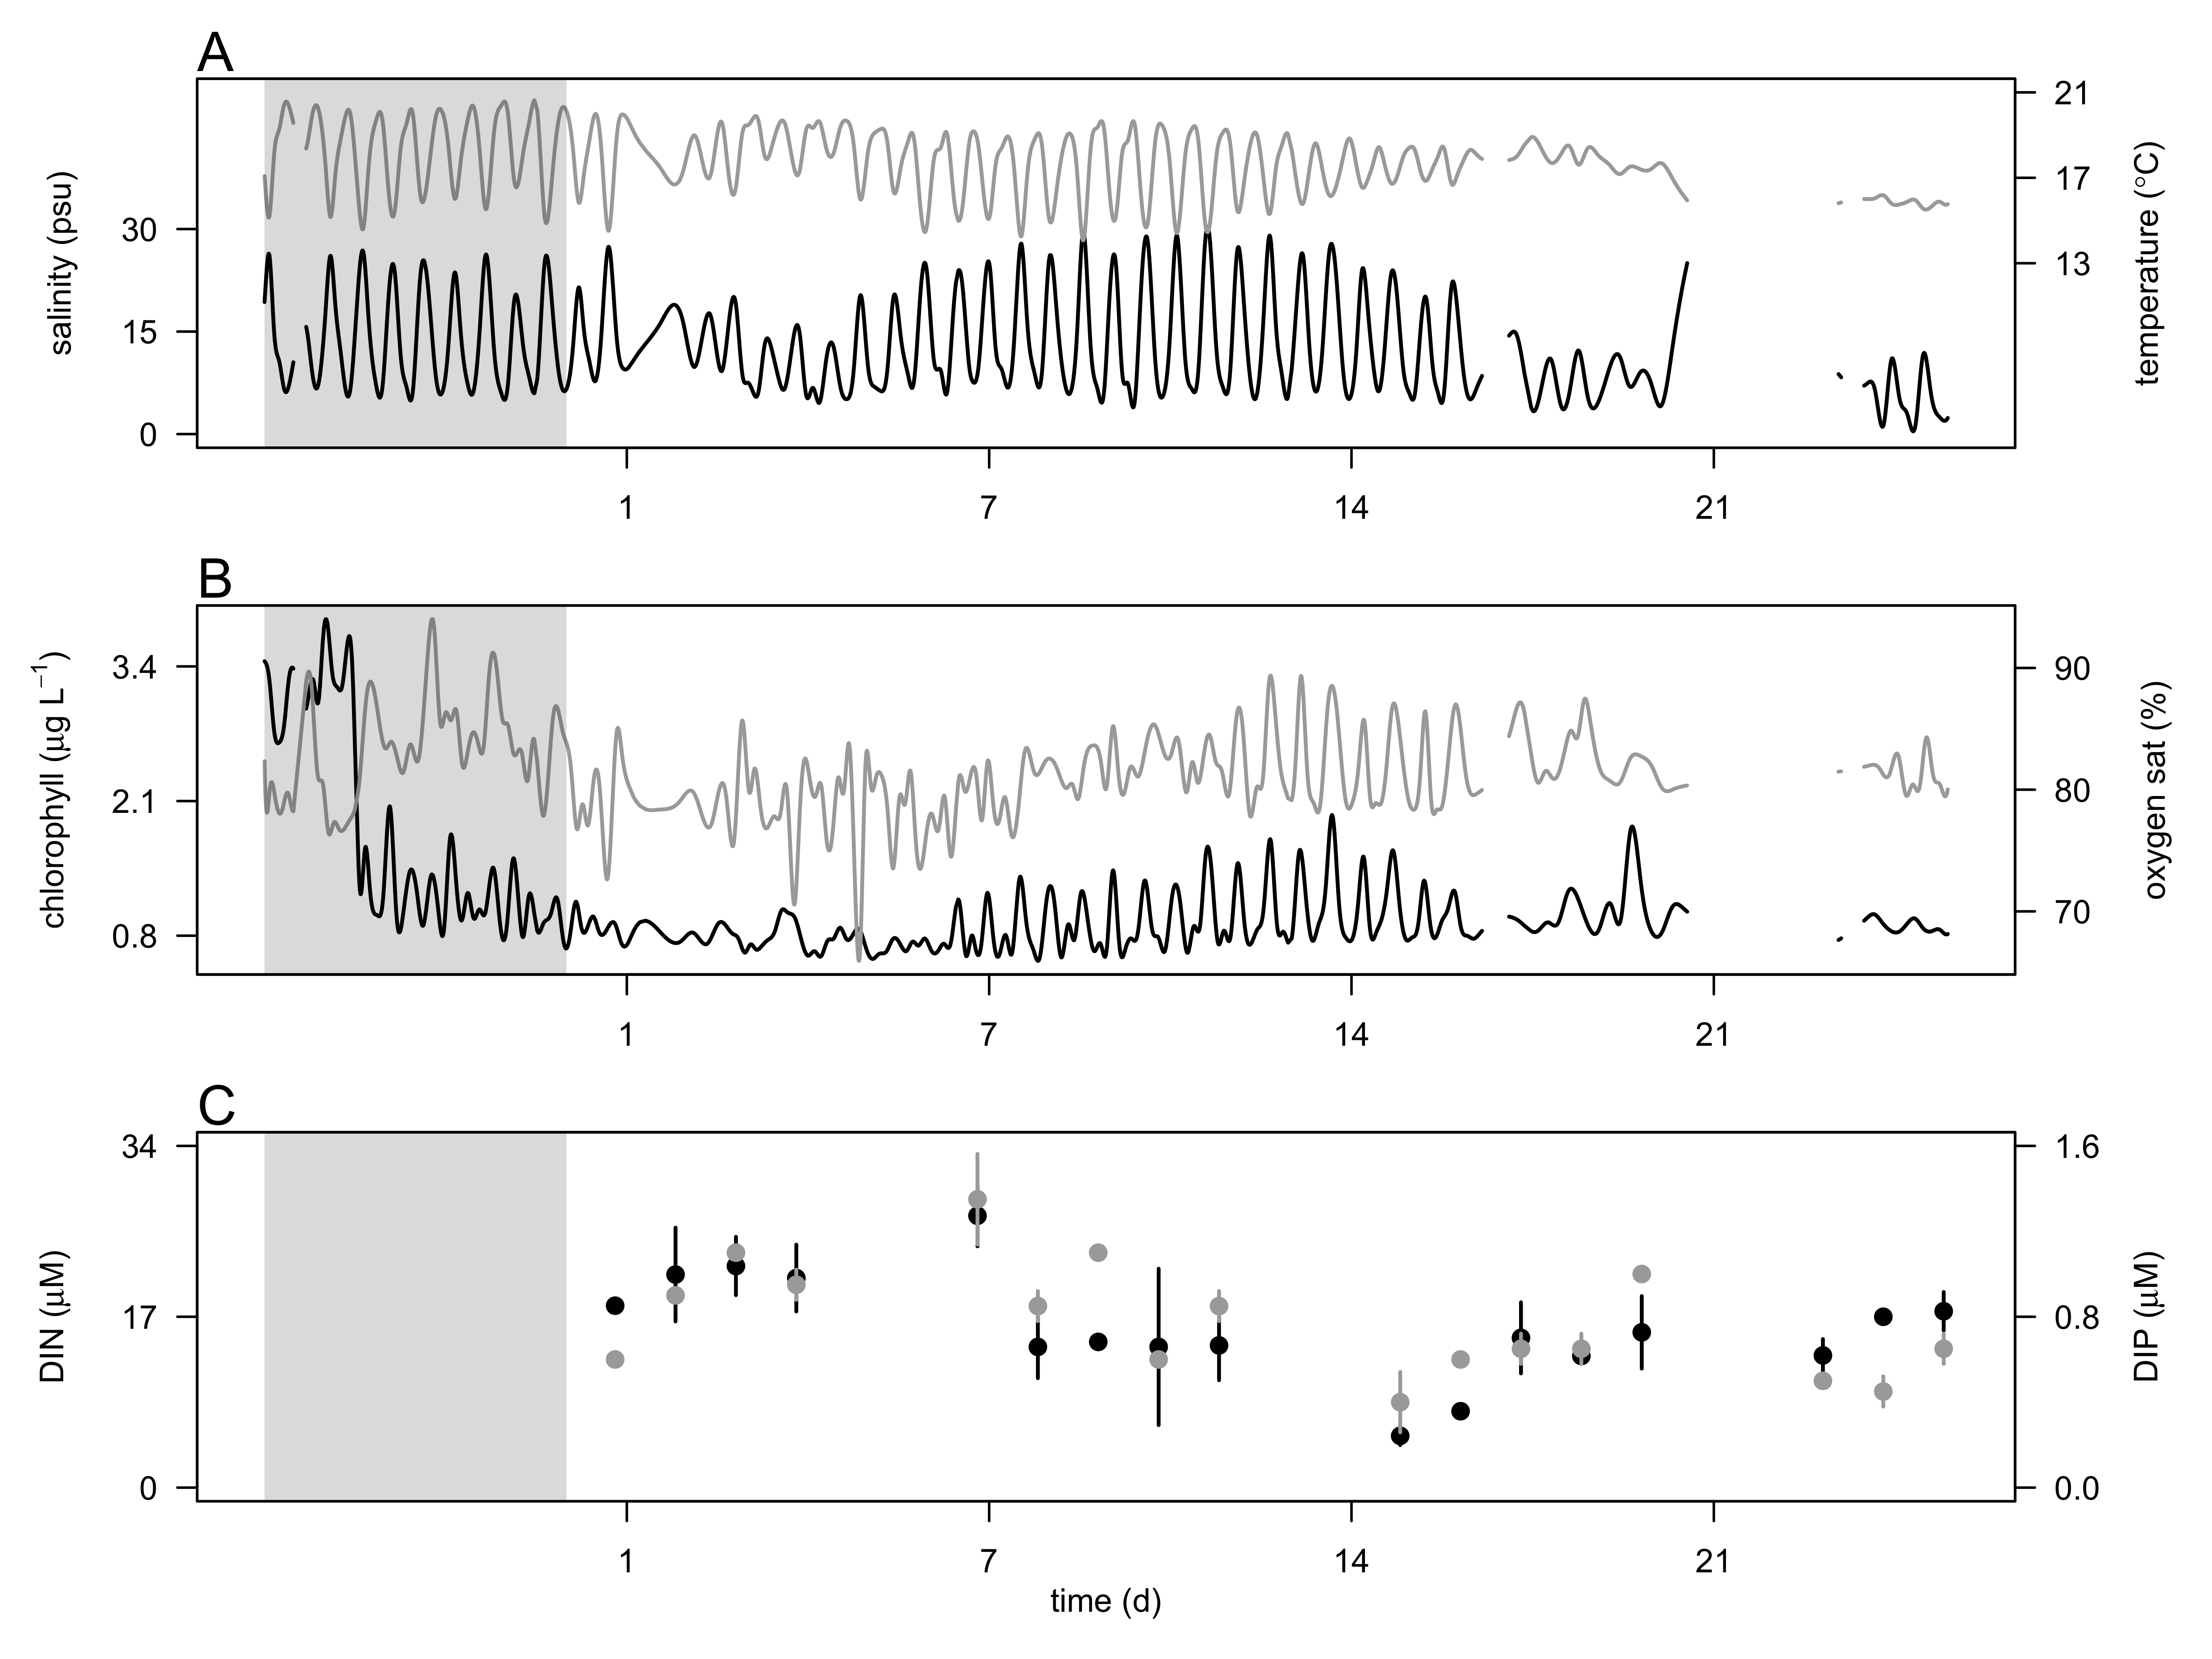 A
salinity (psu)
30
15
0
21
17
13
temperature (°C)
1 7 14 21
B
chlorophyll (μg L⁻¹)
3.4
2.1
0.8
90
80
70
oxygen sat (%)
1 7 14 21
C
DIN (μM)
34
17
0
1.6
0.8
0.0
DIP (μM)
1 7 14 21
time (d)